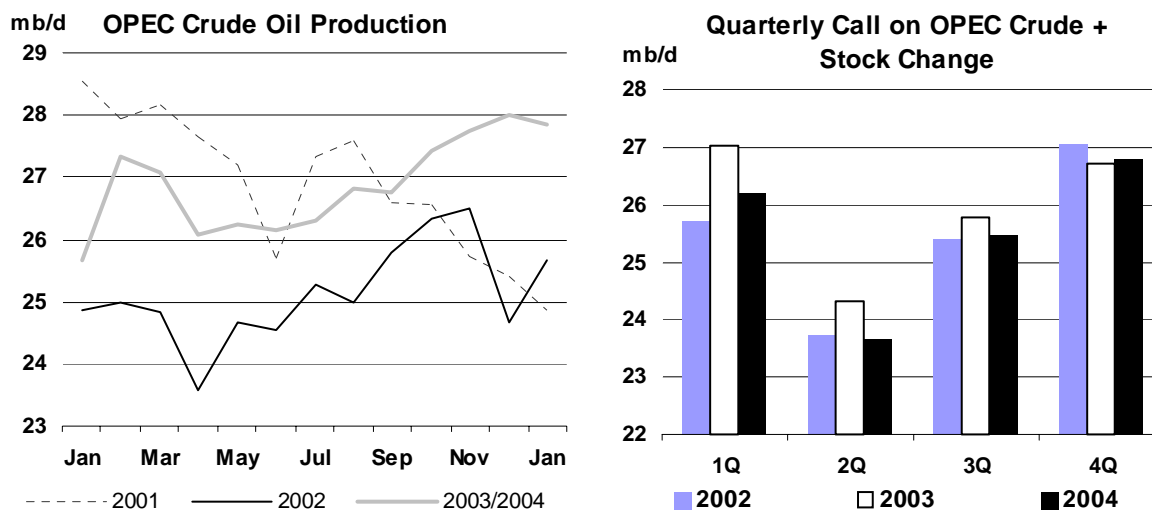 OPEC Crude Oil Production
mb/d
29
28
27
26
25
24
23
Jan Mar May Jul Sep Nov Jan
2001 2002 2003/2004
Quarterly Call on OPEC Crude +
Stock Change
mb/d
28
27
26
25
24
23
22
1Q 2Q 3Q 4Q
2002 2003 2004